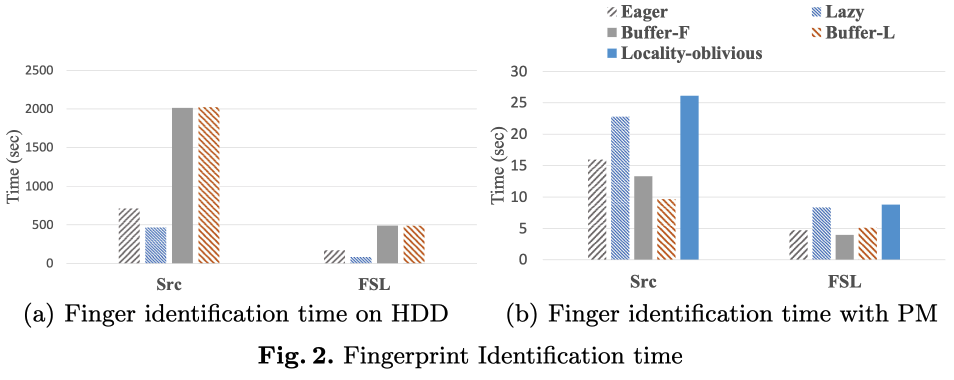 Eager
Lazy
Buffer-F
Buffer-L
Locality-oblivious
2500
2000
1500
1000
500
0
Time (sec)
Src
FSL
30
25
20
15
10
5
0
Time (sec)
Src
FSL
(a) Finger identification time on HDD
(b) Finger identification time with PM
Fig. 2. Fingerprint Identification time